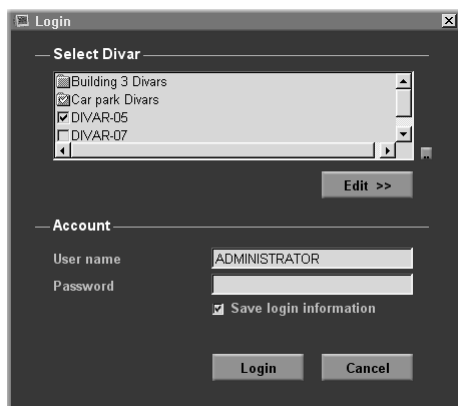 Login
Select Divar
Building 3 Divars
Car park Divars
DIVAR-05
DIVAR-07
Edit >>
Account
User name ADMINISTRATOR
Password
Save login information
Login Cancel